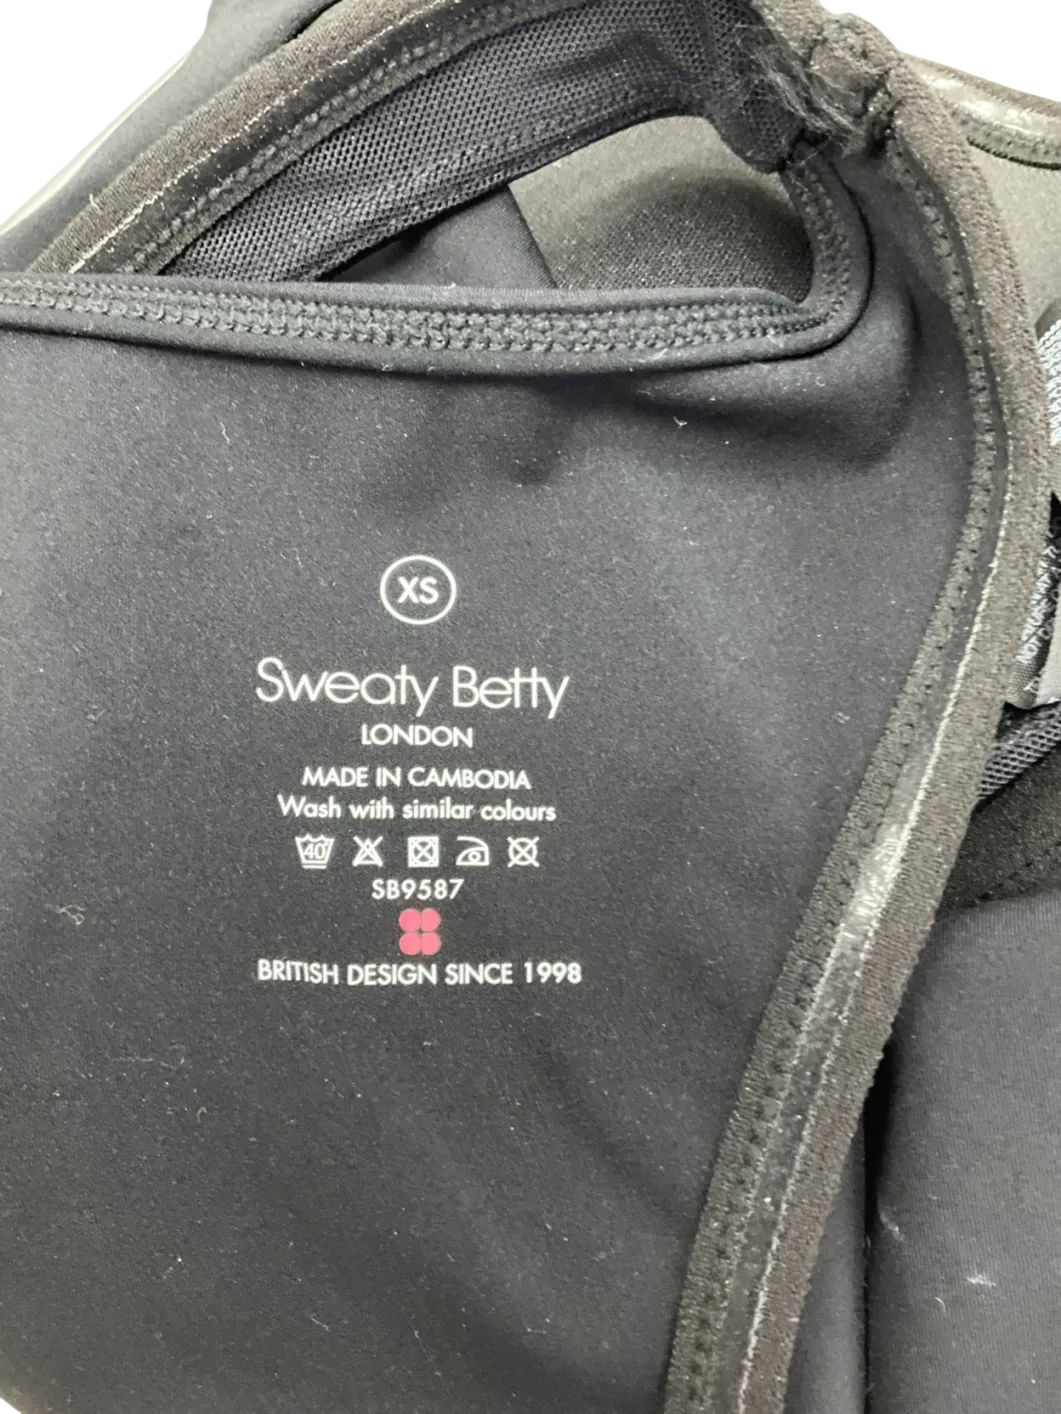 XS
Sweaty Betty
LONDON
MADE IN CAMBODIA
Wash with similar colours
40
SB9587
BRITISH DESIGN SINCE 1998